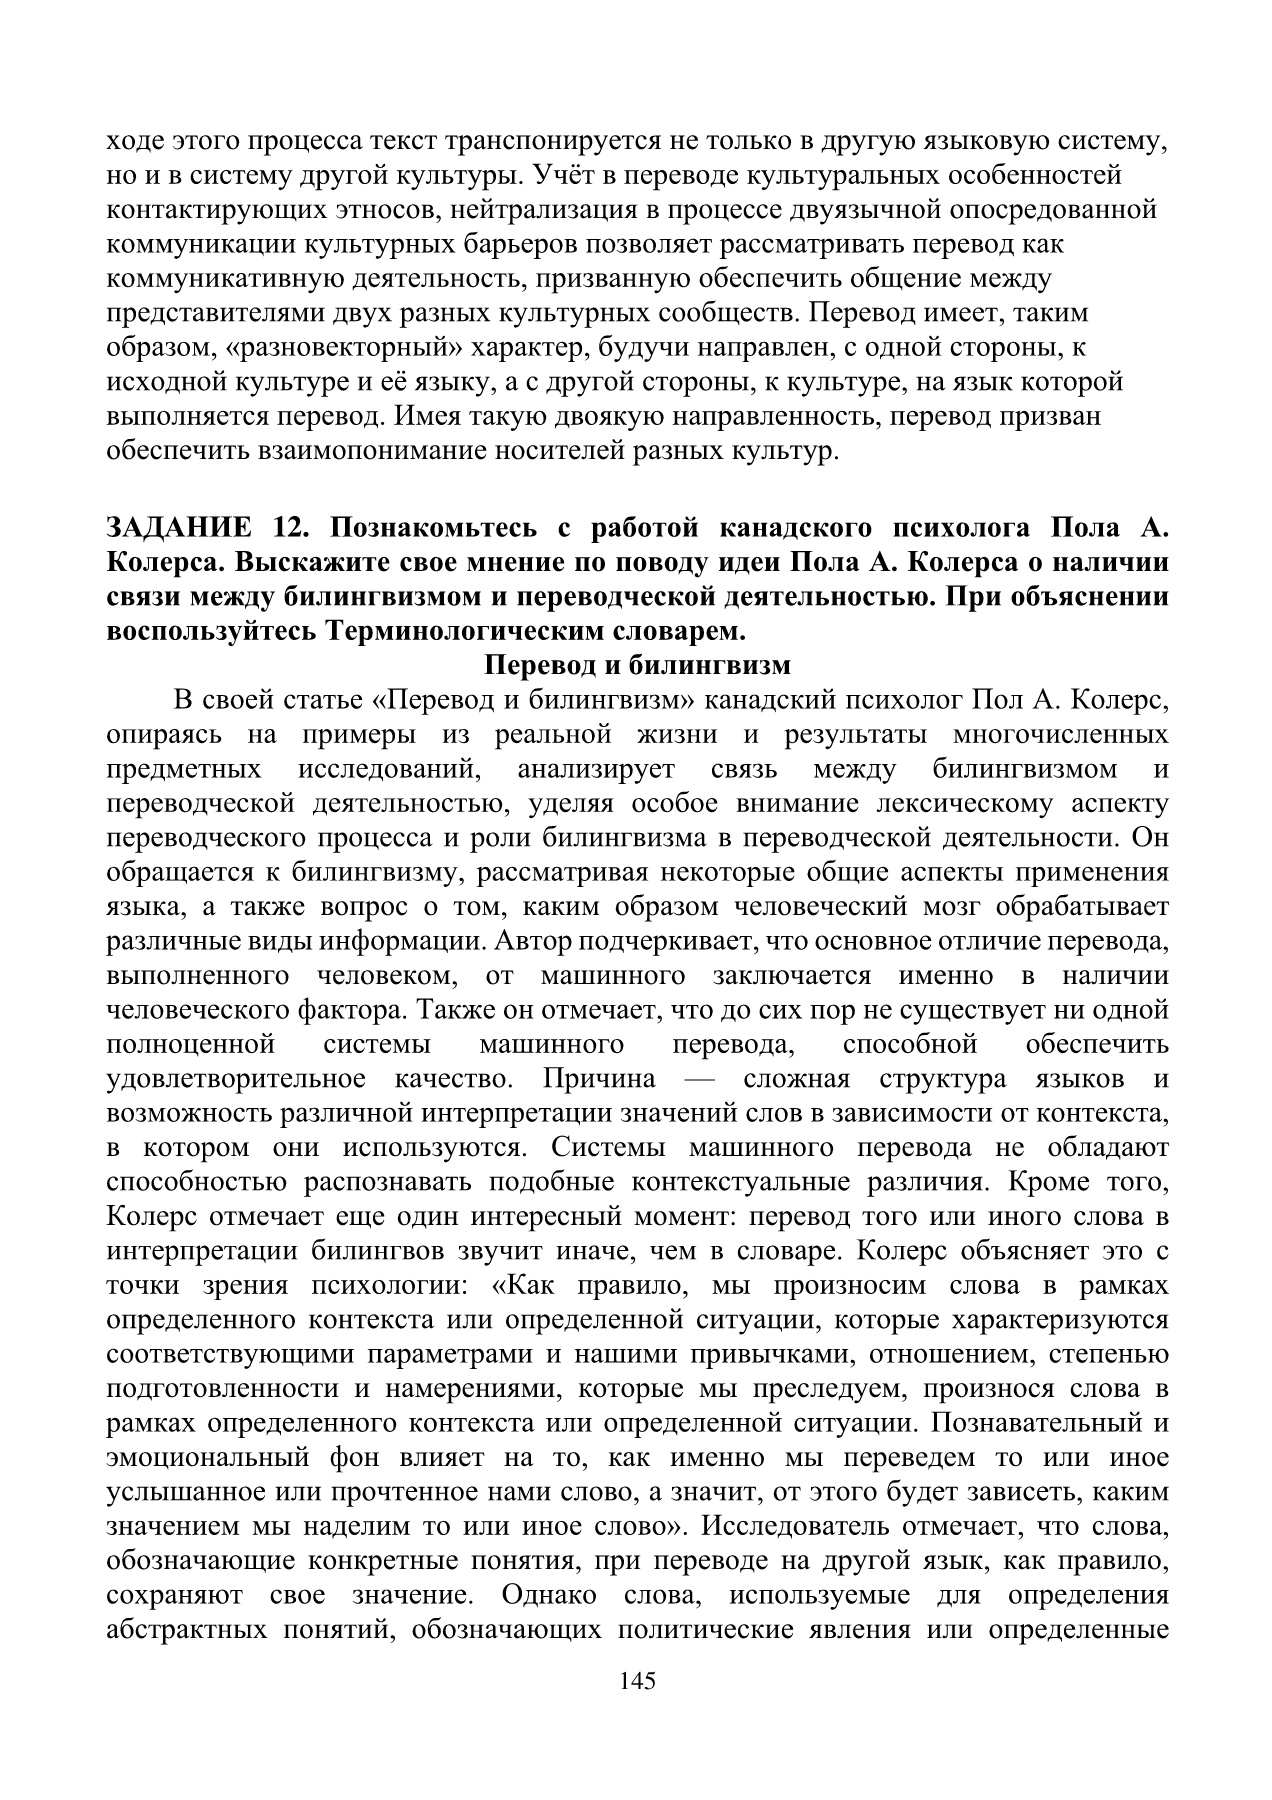 ходе этого процесса текст транспонируется не только в другую языковую систему,
но и в систему другой культуры. Учёт в переводе культуральных особенностей
контактирующих этносов, нейтрализация в процессе двуязычной опосредованной
коммуникации культурных барьеров позволяет рассматривать перевод как
коммуникативную деятельность, призванную обеспечить общение между
представителями двух разных культурных сообществ. Перевод имеет, таким
образом, «разновекторный» характер, будучи направлен, с одной стороны, к
исходной культуре и её языку, а с другой стороны, к культуре, на язык которой
выполняется перевод. Имея такую двоякую направленность, перевод призван
обеспечить взаимопонимание носителей разных культур.
ЗАДАНИЕ 12. Познакомьтесь с работой канадского психолога Пола А.
Колерса. Выскажите свое мнение по поводу идеи Пола А. Колерса о наличии
связи между билингвизмом и переводческой деятельностью. При объяснении
воспользуйтесь Терминологическим словарем.
Перевод и билингвизм
В своей статье «Перевод и билингвизм» канадский психолог Пол А. Колерс,
опираясь на примеры из реальной жизни и результаты многочисленных
предметных исследований, анализирует связь между билингвизмом и
переводческой деятельностью, уделяя особое внимание лексическому аспекту
переводческого процесса и роли билингвизма в переводческой деятельности. Он
обращается к билингвизму, рассматривая некоторые общие аспекты применения
языка, а также вопрос о том, каким образом человеческий мозг обрабатывает
различные виды информации. Автор подчеркивает, что основное отличие перевода,
выполненного человеком, от машинного заключается именно в наличии
человеческого фактора. Также он отмечает, что до сих пор не существует ни одной
полноценной системы машинного перевода, способной обеспечить
удовлетворительное качество. Причина — сложная структура языков и
возможность различной интерпретации значений слов в зависимости от контекста,
в котором они используются. Системы машинного перевода не обладают
способностью распознавать подобные контекстуальные различия. Кроме того,
Колерс отмечает еще один интересный момент: перевод того или иного слова в
интерпретации билингвов звучит иначе, чем в словаре. Колерс объясняет это с
точки зрения психологии: «Как правило, мы произносим слова в рамках
определенного контекста или определенной ситуации, которые характеризуются
соответствующими параметрами и нашими привычками, отношением, степенью
подготовленности и намерениями, которые мы преследуем, произнося слова в
рамках определенного контекста или определенной ситуации. Познавательный и
эмоциональный фон влияет на то, как именно мы переведем то или иное
услышанное или прочтенное нами слово, а значит, от этого будет зависеть, каким
значением мы наделим то или иное слово». Исследователь отмечает, что слова,
обозначающие конкретные понятия, при переводе на другой язык, как правило,
сохраняют свое значение. Однако слова, используемые для определения
абстрактных понятий, обозначающих политические явления или определенные
145